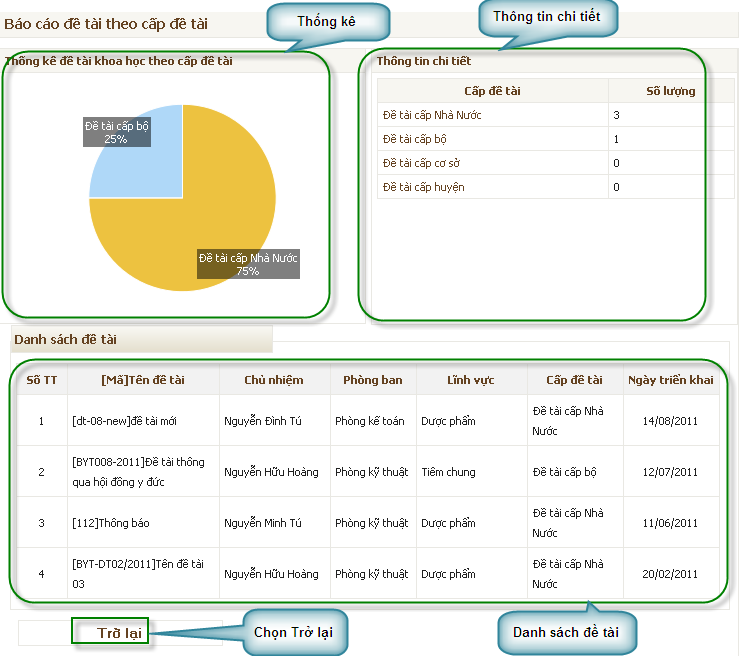 Báo cáo đề tài theo cấp đề tài
Thống kê
Thông tin chi tiết
Thống kê đề tài khoa học theo cấp đề tài
Thông tin chi tiết
Cấp đề tài Số lượng
Đề tài cấp Nhà Nước 3
Đề tài cấp bộ 1
Đề tài cấp cơ sở 0
Đề tài cấp huyện 0
Đề tài cấp bộ
25%
Đề tài cấp Nhà Nước
75%
Danh sách đề tài
Số TT [Mã]Tên đề tài Chủ nhiệm Phòng ban Lĩnh vực Cấp đề tài Ngày triển khai
1 [dt-08-new]đề tài mới Nguyễn Đình Tú Phòng kế toán Dược phẩm Đề tài cấp Nhà
Nước 14/08/2011
2 [BYT008-2011]Đề tài thông
qua hội đồng y đức Nguyễn Hữu Hoàng Phòng kỹ thuật Tiêm chung Đề tài cấp bộ 12/07/2011
3 [112]Thông báo Nguyễn Minh Tú Phòng kỹ thuật Dược phẩm Đề tài cấp Nhà
Nước 11/06/2011
4 [BYT-DT02/2011]Tên đề tài
03 Nguyễn Hữu Hoàng Phòng kỹ thuật Dược phẩm Đề tài cấp Nhà
Nước 20/02/2011
Trở lại
Chọn Trở lại
Danh sách đề tài